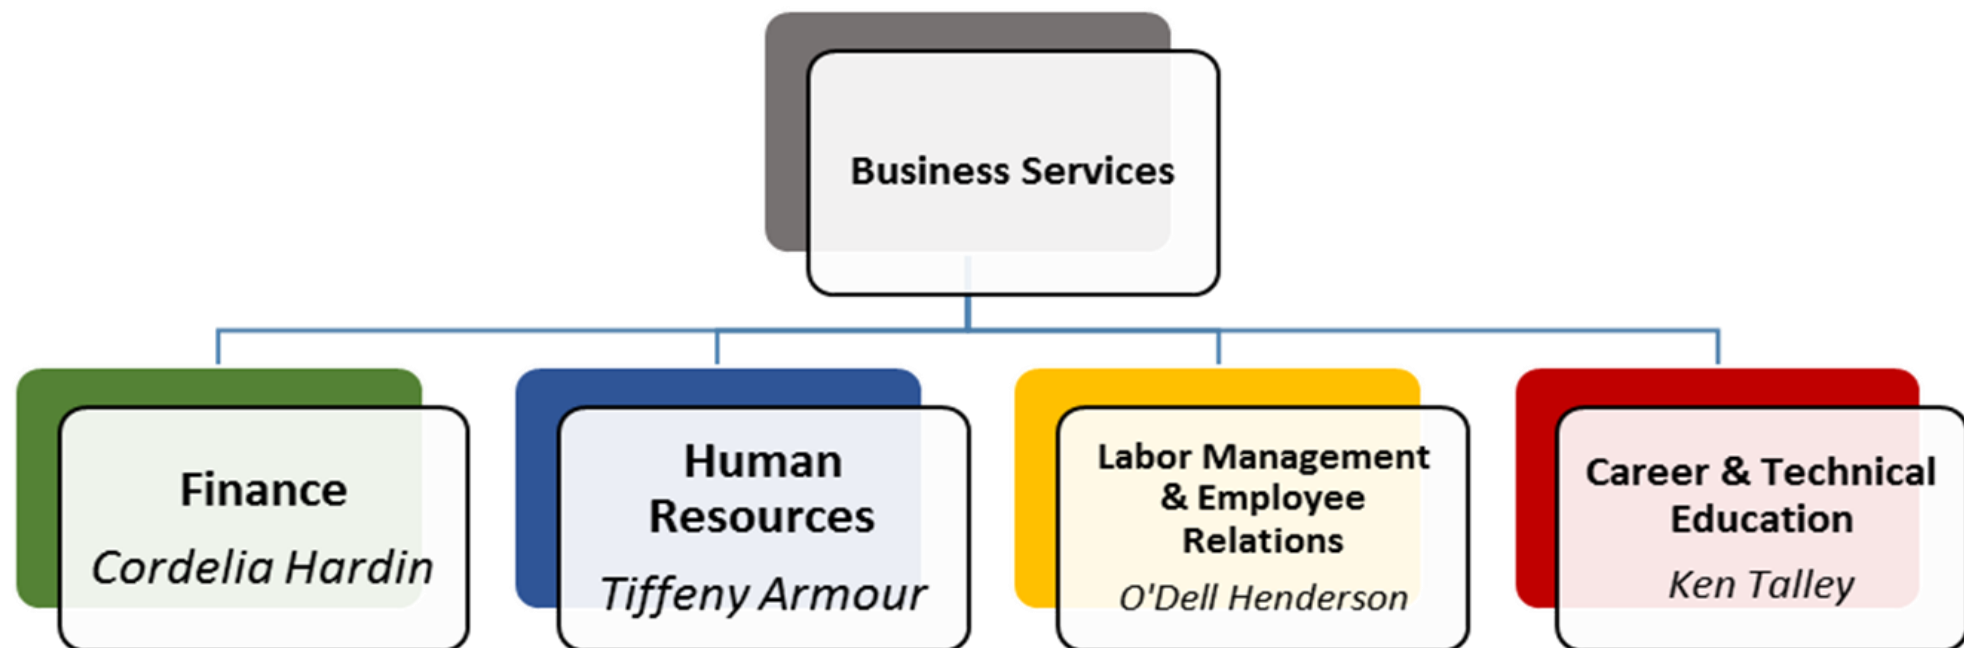 Business Services
Finance
Cordelia Hardin
Human
Resources
Tiffeny Armour
Labor Management
& Employee
Relations
O'Dell Henderson
Career & Technical
Education
Ken Talley